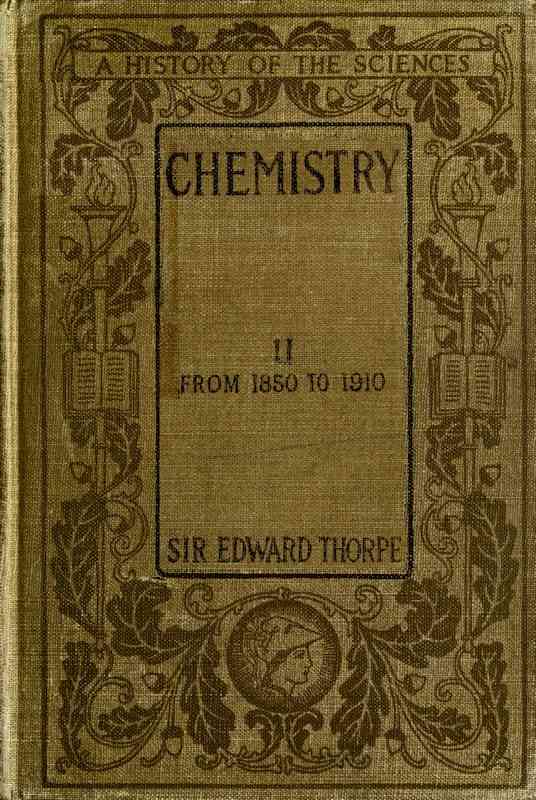 A HISTORY OF THE SCIENCES
CHEMISTRY
II
FROM 1850 TO 1910
SIR EDWARD THORPE